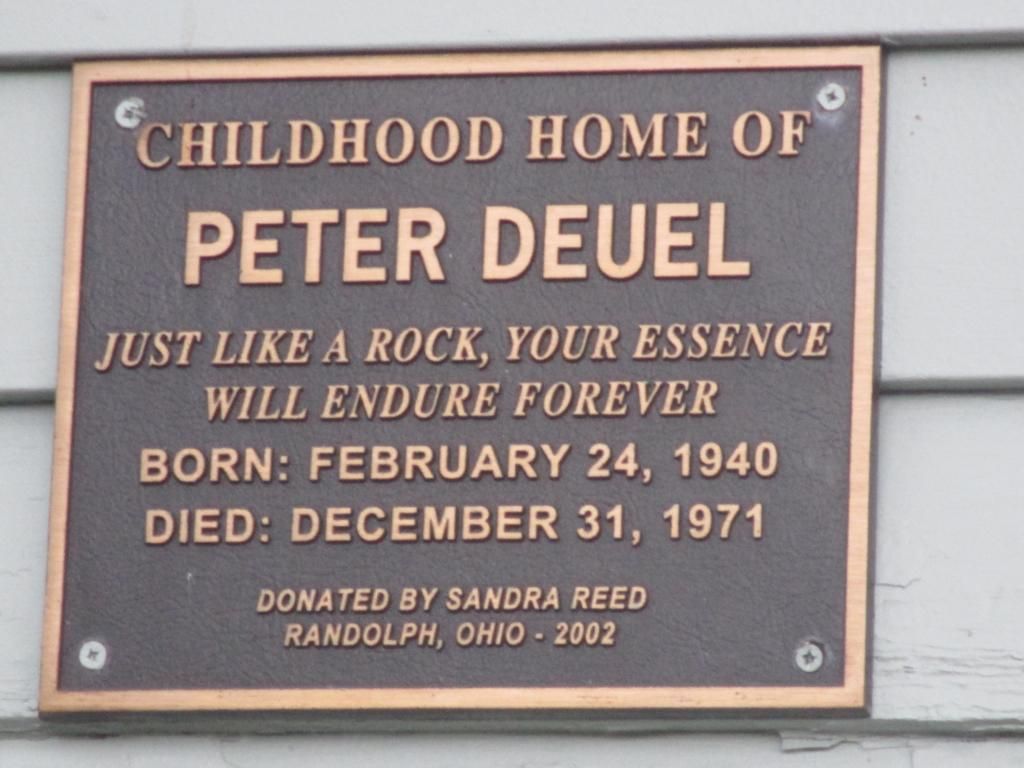 CHILDHOOD HOME OF
PETER DEUEL
JUST LIKE A ROCK, YOUR ESSENCE
WILL ENDURE FOREVER
BORN: FEBRUARY 24, 1940
DIED: DECEMBER 31, 1971
DONATED BY SANDRA REED
RANDOLPH, OHIO - 2002